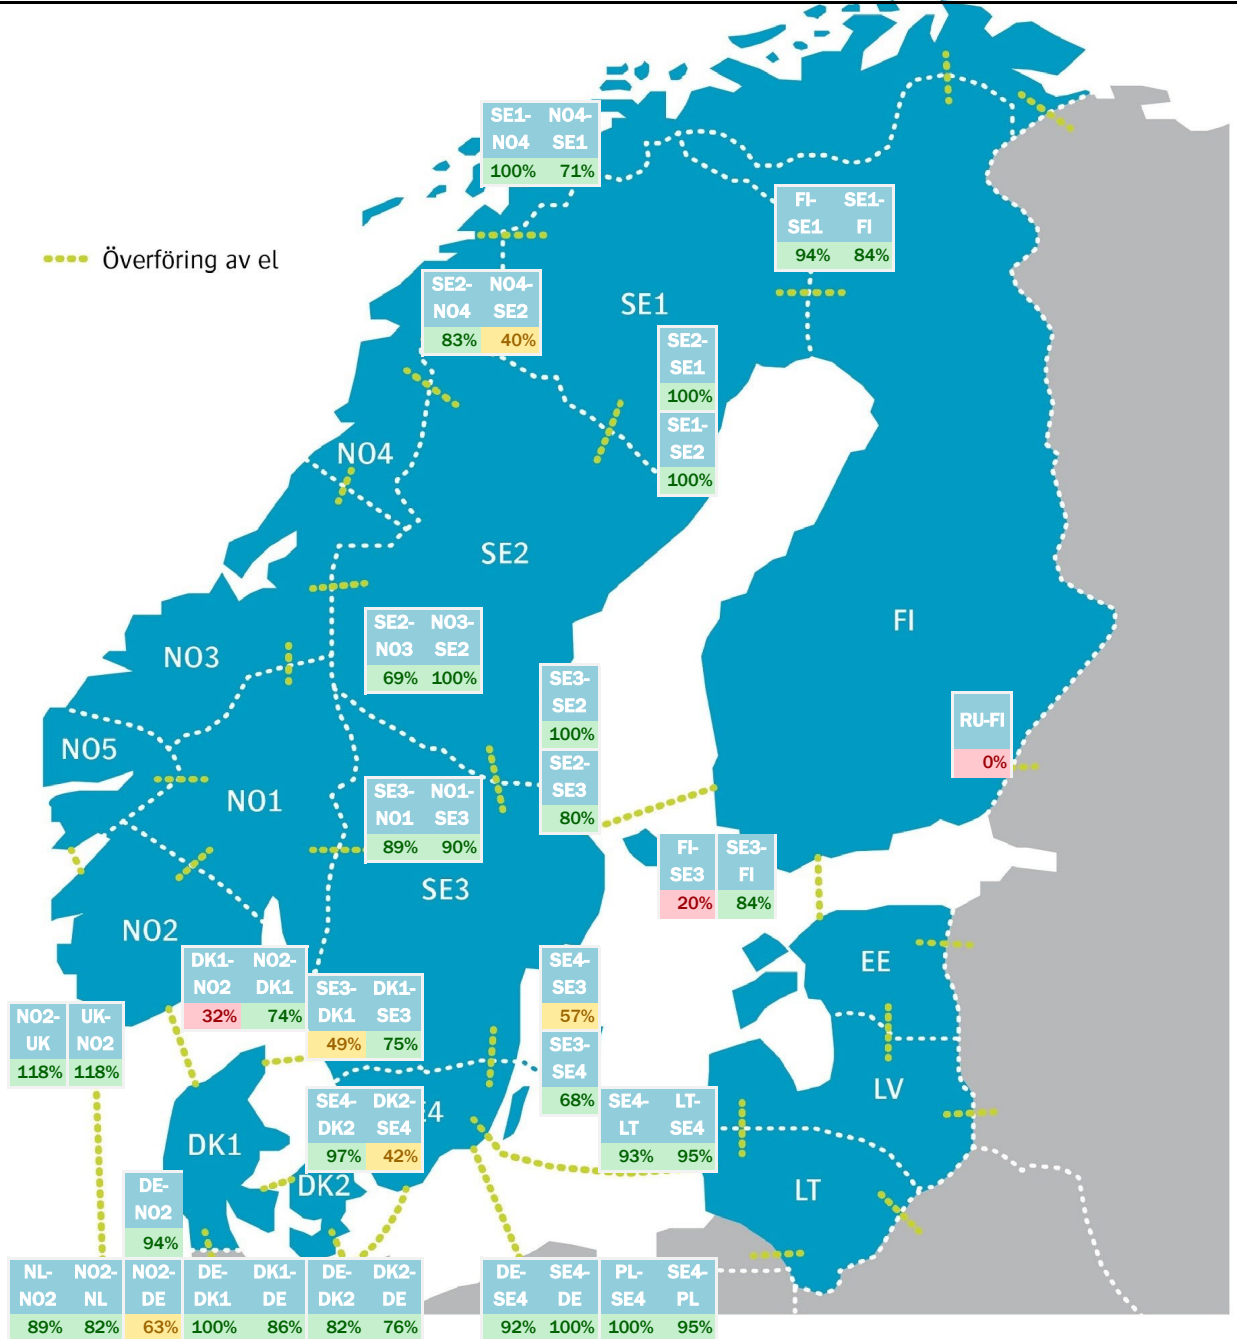 SE1- NO4-
NO4 SE1
100% 71%
FI- SE1-
SE1 FI
94% 84%
Överföring av el
SE2- NO4-
NO4 SE2
83% 40%
SE1
SE2-
SE1
100%
SE1-
SE2
100%
NO4
SE2
SE2- NO3-
NO3 SE2
69% 100%
FI
NO3
SE3-
SE2
100%
SE2-
SE3
80%
RU-FI
0%
NO5
NO1
SE3- NO1-
NO1 SE3
89% 90%
FI- SE3-
SE3 FI
20% 84%
SE3
NO2
EE
DK1- NO2-
NO2 DK1
32% 74%
SE3- DK1-
DK1 SE3
49% 75%
SE4-
SE3
57%
SE3-
SE4
68%
NO2- UK-
UK NO2
118% 118%
LV
SE4- DK2-
DK2 SE4
97% 42%
E4
SE4- LT-
LT SE4
93% 95%
DK1
DK2
LT
DE-
NO2
94%
NL- NO2- NO2- DE- DK1- DE- DK2- DE- SE4- PL- SE4-
NO2 NL DE DK1 DE DK2 DE SE4 DE SE4 PL
89% 82% 63% 100% 86% 82% 76% 92% 100% 100% 95%